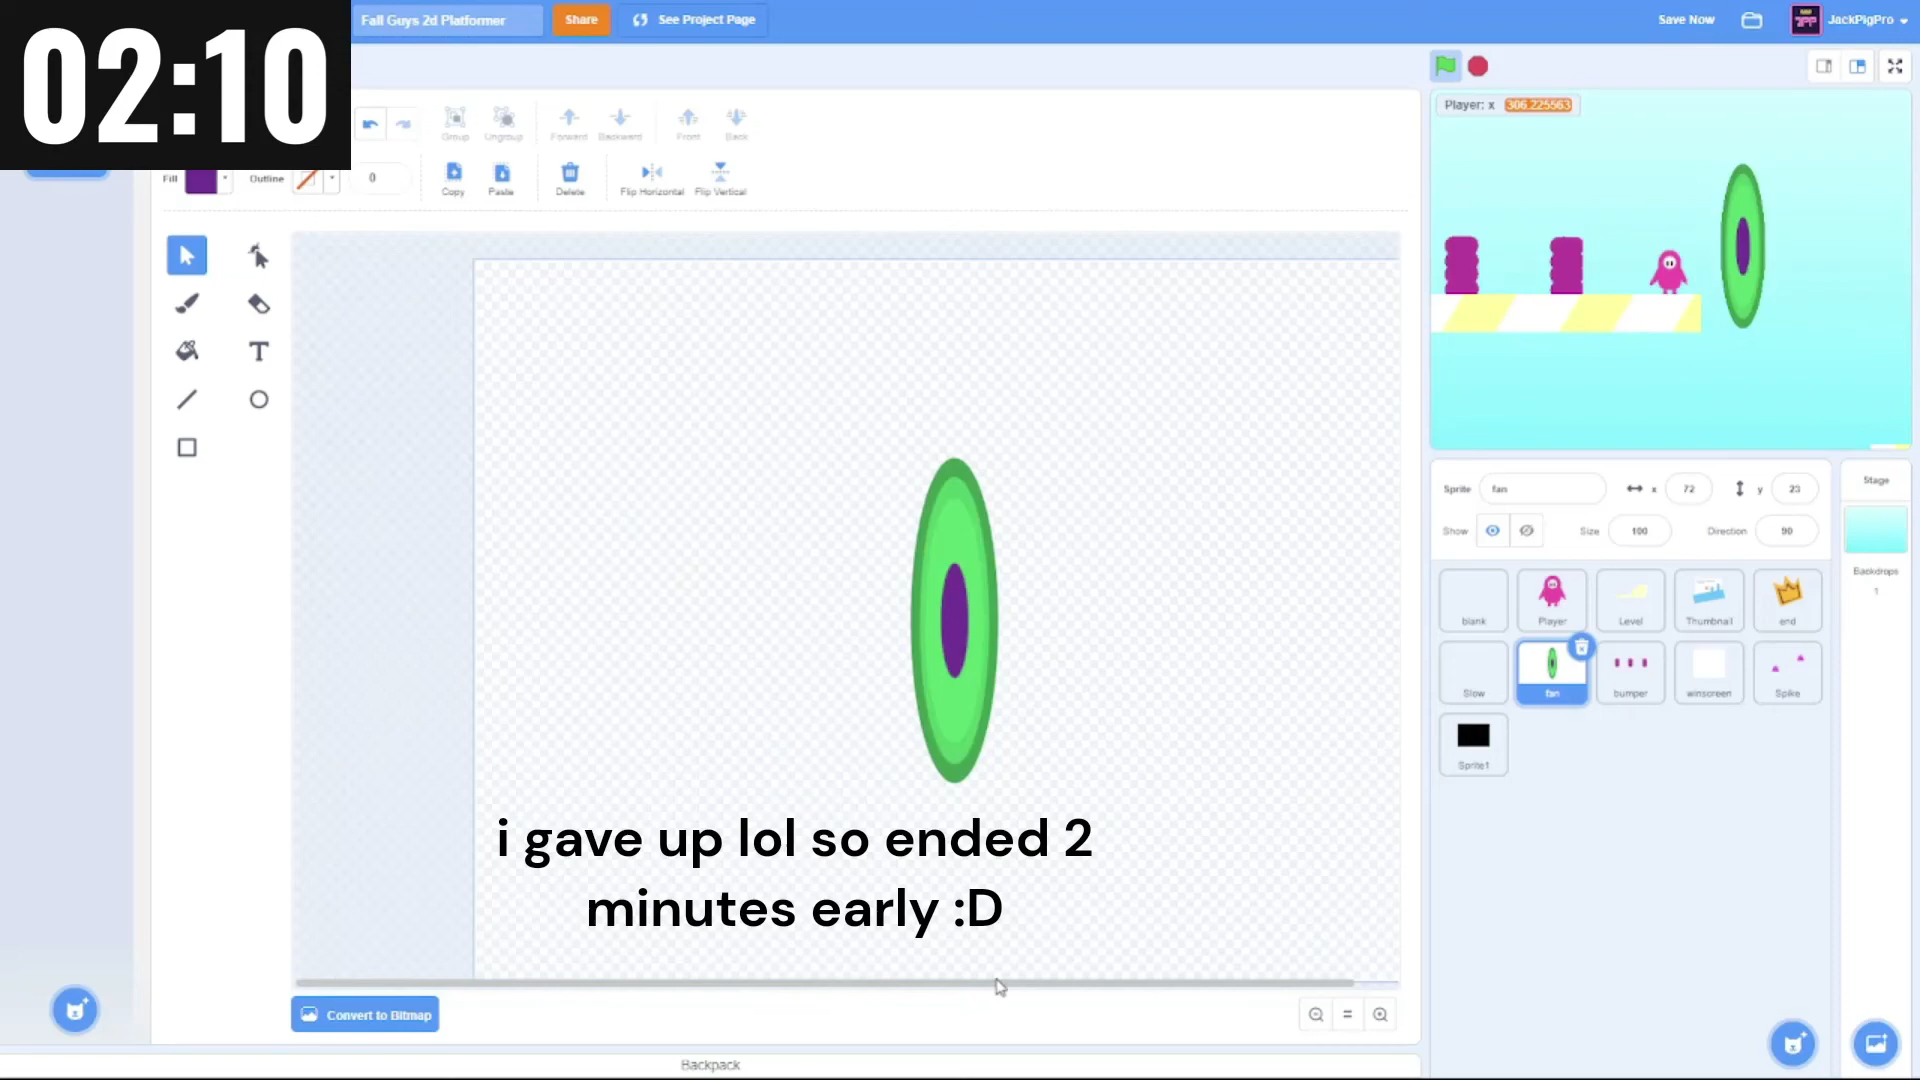 02:10
Fall Guys 2d Platformer
Share
See Project Page
Save Now
JackPigPro
Group
Ungroup
Forward
Backward
Front
Back
Fill
Outline
0
Copy
Paste
Delete
Flip Horizontal
Flip Vertical
Player: x 306.225563
i gave up lol so ended 2
minutes early :D
Convert to Bitmap
Backpack
Sprite fan x 72 y 23
Show Size 100 Direction 90
Stage
Backdrops
1
blank
Player
Level
Thumbnail
end
Slow
fan
bumper
winscreen
Spike
Sprite1